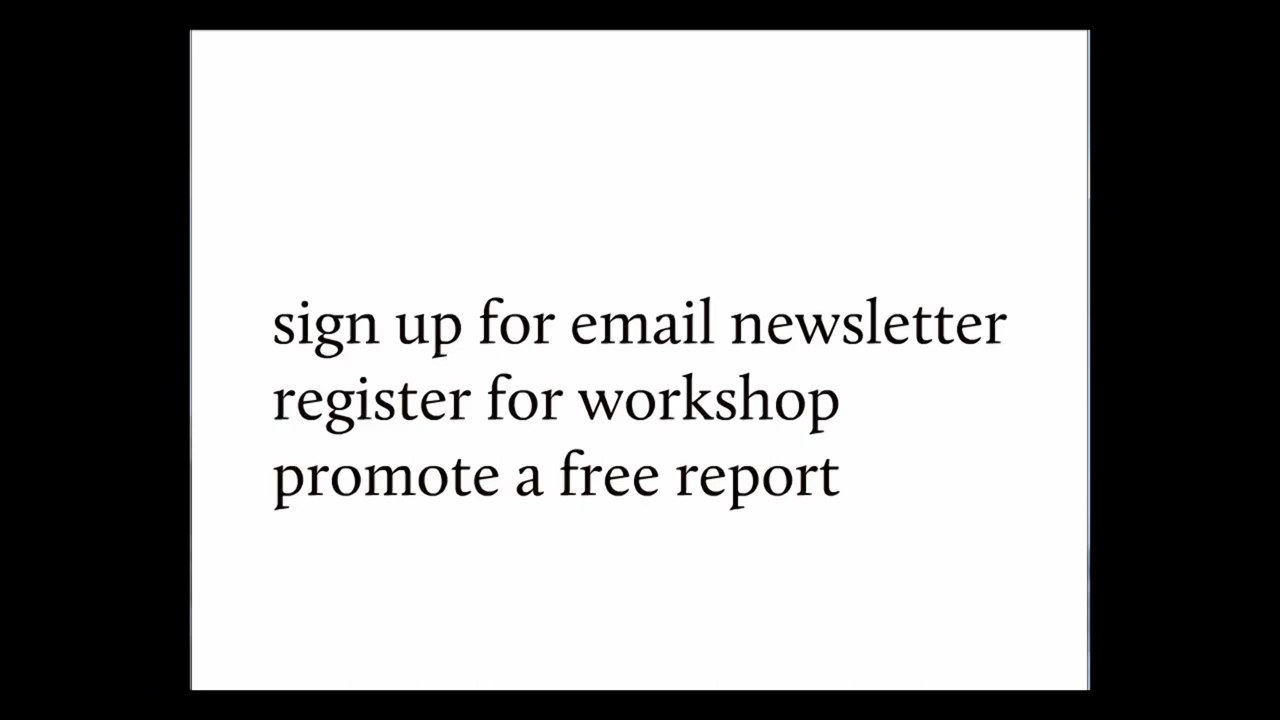 sign up for email newsletter
register for workshop
promote a free report